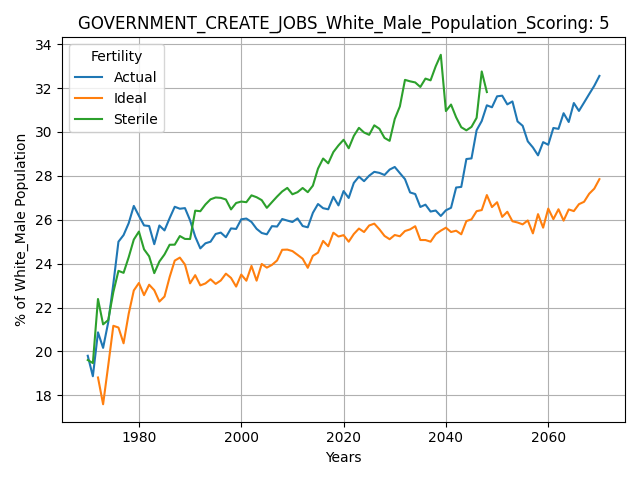 GOVERNMENT_CREATE_JOBS_White_Male_Population_Scoring: 5
% of White_Male Population
34
32
30
28
26
24
22
20
18
Fertility
Actual
Ideal
Sterile
1980
2000
2020
2040
2060
Years